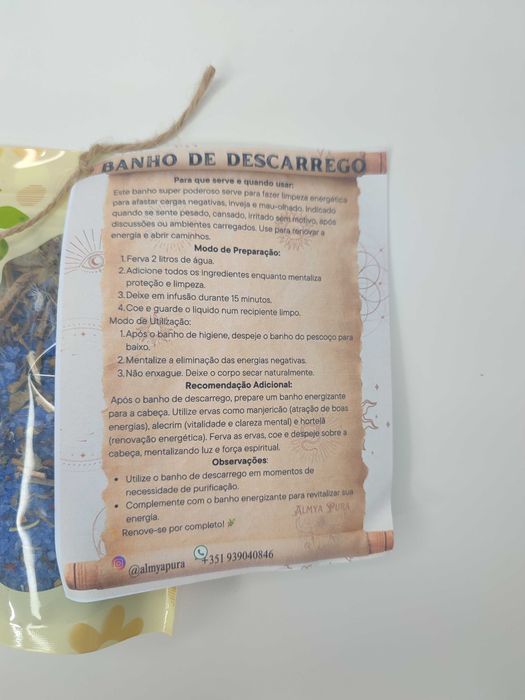 BANHO DE DESCARREGO
Para que serve e quando usar:
Este banho super poderoso serve para fazer limpeza energética
para afastar cargas negativas, inveja e mau-olhado. Indicado
quando se sente pesado, cansado, irritado sem motivo, após
discussões ou ambientes carregados. Use para renovar a
energia e abrir caminhos.
Modo de Preparação:
1. Ferva 2 litros de água.
2. Adicione todos os ingredientes enquanto mentaliza
proteção e limpeza.
3. Deixe em infusão durante 15 minutos.
4. Coe e guarde o líquido num recipiente limpo.
Modo de Utilização:
1. Após o banho de higiene, despeje o banho do pescoço para
baixo.
2. Mentalize a eliminação das energias negativas.
3. Não enxague. Deixe o corpo secar naturalmente.
Recomendação Adicional:
Após o banho de descarrego, prepare um banho energizante
para a cabeça. Utilize ervas como manjericão (atração de boas
energias), alecrim (vitalidade e clareza mental) e hortelã
(renovação energética). Ferva as ervas, coe e despeje sobre a
cabeça, mentalizando luz e força espiritual.
Observações:
• Utilize o banho de descarrego em momentos de
necessidade de purificação.
• Complemente com o banho energizante para revitalizar sua
energia.
Renove-se por completo!
ALMYA PURA
@almyapura
+351 939040846